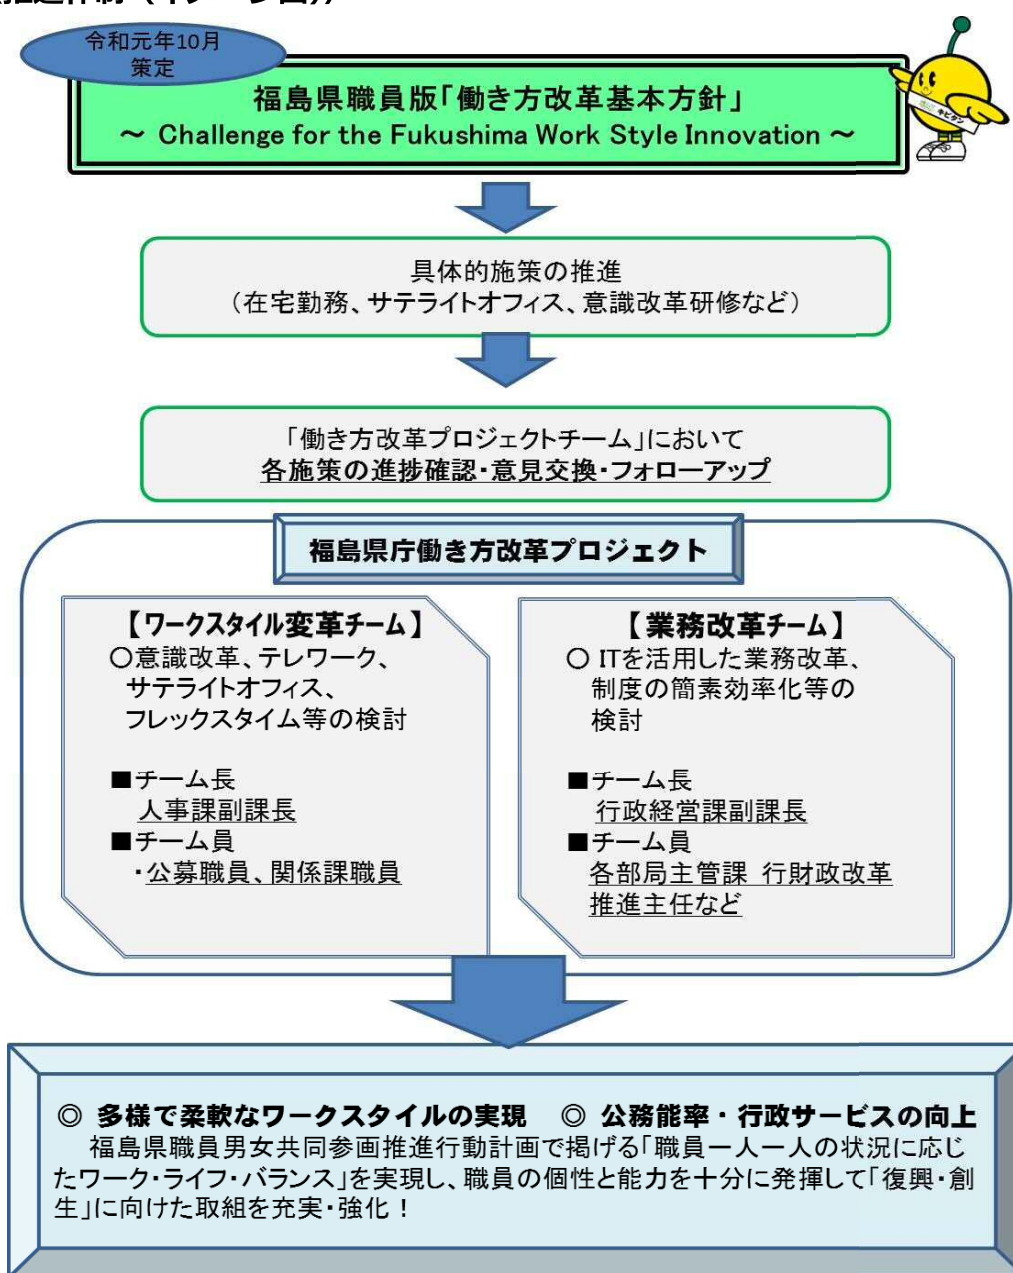 推進体制（イメージ図）
令和元年10月
策定
福島県職員版「働き方改革基本方針」
～ Challenge for the Fukushima Work Style Innovation ～
キビタン
具体的施策の推進
（在宅勤務、サテライトオフィス、意識改革研修など）
「働き方改革プロジェクトチーム」において
各施策の進捗確認・意見交換・フォローアップ
福島県庁働き方改革プロジェクト
【ワークスタイル変革チーム】
〇意識改革、テレワーク、
サテライトオフィス、
フレックスタイム等の検討
■チーム長
人事課副課長
■チーム員
・公募職員、関係課職員
【業務改革チーム】
〇 ITを活用した業務改革、
制度の簡素効率化等の
検討
■チーム長
行政経営課副課長
■チーム員
各部局主管課 行財政改革
推進主任など
◎ 多様で柔軟なワークスタイルの実現 ◎ 公務能率・行政サービスの向上
福島県職員男女共同参画推進行動計画で掲げる「職員一人一人の状況に応じ
たワーク・ライフ・バランス」を実現し、職員の個性と能力を十分に発揮して「復興・創
生」に向けた取組を充実・強化！